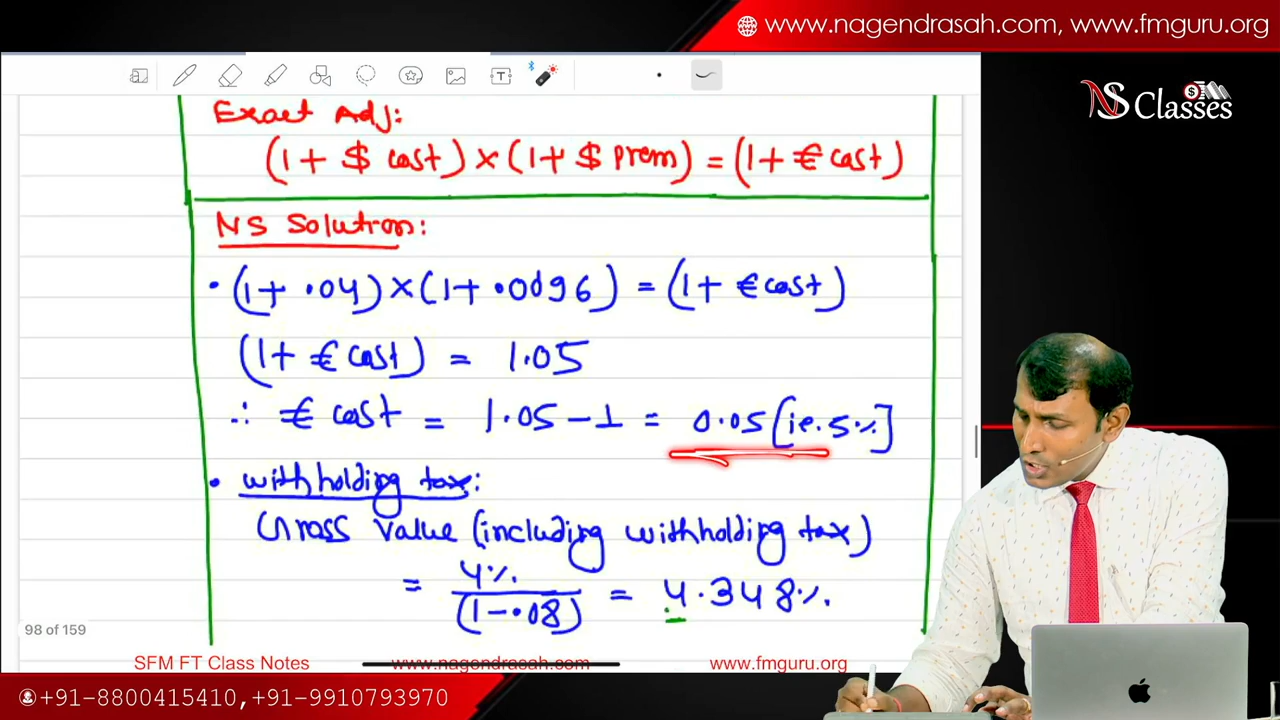 www.nagendrasah.com, www.fmguru.org
NS Classes
Exact Adj:
(1 + $ cost) × (1 + $ prem) = (1 + € cost)
NS Solution:
• (1 + .04) × (1 + .0096) = (1 + € cost)
(1 + € cost) = 1.05
∴ € cost = 1.05 - 1 = 0.05 [ie. 5%]
• withholding tax:
Gross value (including withholding tax)
= 4% / (1 - .08) = 4.348%.
98 of 159
SFM FT Class Notes www.nagendrasah.com www.fmguru.org
+91-8800415410,+91-9910793970